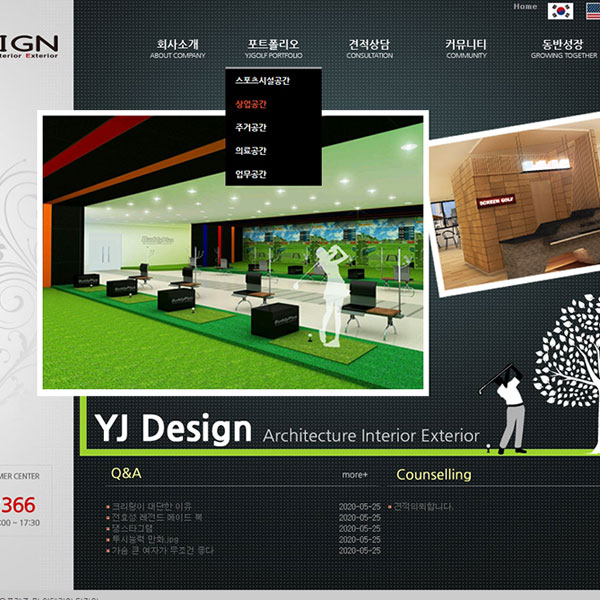 Home
IGN
terior Exterior
회사소개 포트폴리오 견적상담 커뮤니티 동반성장
ABOUT COMPANY YJGOLF PORTFOLIO CONSULTATION COMMUNITY GROWING TOGETHER
스포츠시설공간
상업공간
주거공간
의료공간
업무공간
SCREEN GOLF
YJ Design Architecture Interior Exterior
MER CENTER
366
:00 ~ 17:30
Q&A more+
Counselling
크리링이 대단한 이유 2020-05-25
전효성 레전드 메이드 복 2020-05-25
댕스타그램 2020-05-25
투시능력 만화.jpg 2020-05-25
가슴 큰 여자가 무조건 좋다 2020-05-25
견적의뢰합니다.